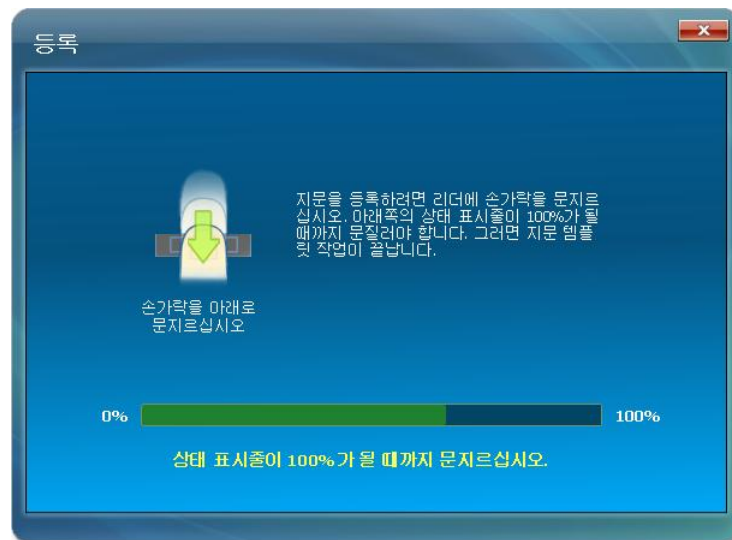 등록
지문을 등록하려면 리더에 손가락을 문지르
십시오. 아래쪽의 상태 표시줄이 100%가 될
때까지 문질러야 합니다. 그러면 지문 템플
릿 작업이 끝납니다.
손가락을 아래로
문지르십시오
0%
100%
상태 표시줄이 100%가 될 때까지 문지르십시오.